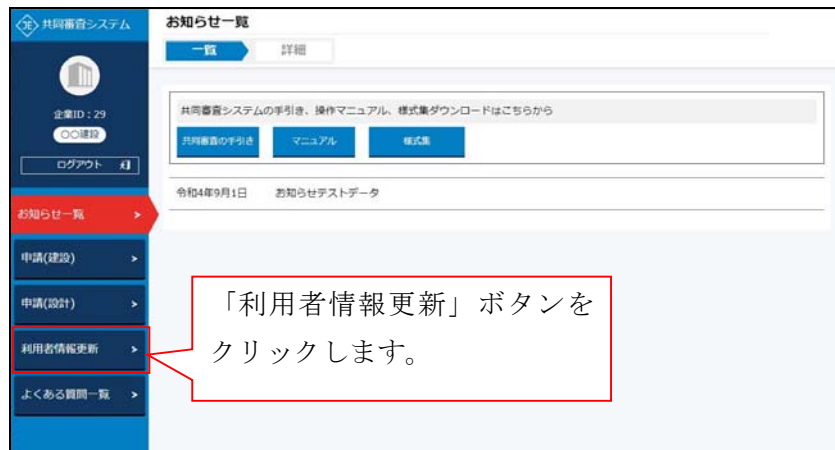 共同審査システム
企業ID:29
〇〇建設
ログアウト
お知らせ一覧 >
申請(建設) >
申請(設計) >
利用者情報更新 >
よくある質問一覧 >
お知らせ一覧
一覧 詳細
共同審査システムの手引き、操作マニュアル、様式集ダウンロードはこちらから
共同審査の手引き マニュアル 様式集
令和4年9月1日 お知らせテストデータ
「利用者情報更新」ボタンを
クリックします。